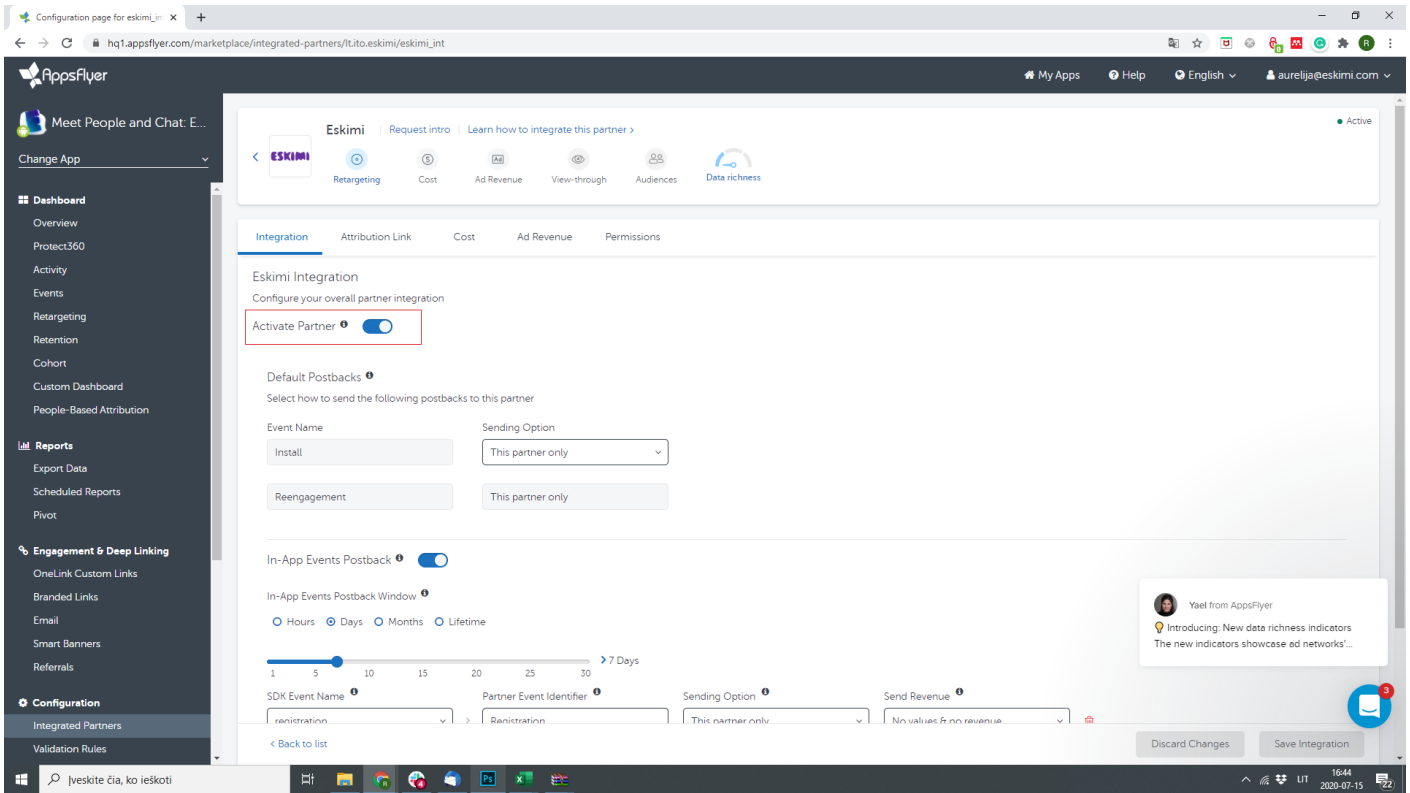 Configuration page for eskimi_in
hq1.appsflyer.com/marketplace/integrated-partners/lt.ito.eskimi/eskimi_int
R
AppsFlyer
My Apps
Help
English
aurelija@eskimi.com
Meet People and Chat: E...
Change App
Dashboard
Overview
Protect360
Activity
Events
Retargeting
Retention
Cohort
Custom Dashboard
People-Based Attribution
Reports
Export Data
Scheduled Reports
Pivot
Engagement & Deep Linking
OneLink Custom Links
Branded Links
Email
Smart Banners
Referrals
Configuration
Integrated Partners
Validation Rules
ESKIMI
Eskimi
Request intro
Learn how to integrate this partner >
Active
Retargeting
Cost
Ad Revenue
View-through
Audiences
Data richness
Integration
Attribution Link
Cost
Ad Revenue
Permissions
Eskimi Integration
Configure your overall partner integration
Activate Partner
Default Postbacks
Select how to send the following postbacks to this partner
Event Name
Sending Option
Install
This partner only
Reengagement
This partner only
In-App Events Postback
In-App Events Postback Window
Hours
Days
Months
Lifetime
1 5 10 15 20 25 30
> 7 Days
SDK Event Name
Partner Event Identifier
Sending Option
Send Revenue
registration
Registration
This partner only
No values & no revenue
< Back to list
Discard Changes
Save Integration
Yael from AppsFlyer
Introducing: New data richness indicators
The new indicators showcase ad networks'...
3
Įveskite čia, ko ieškoti
Ps
LIT
16:44
2020-07-15
22